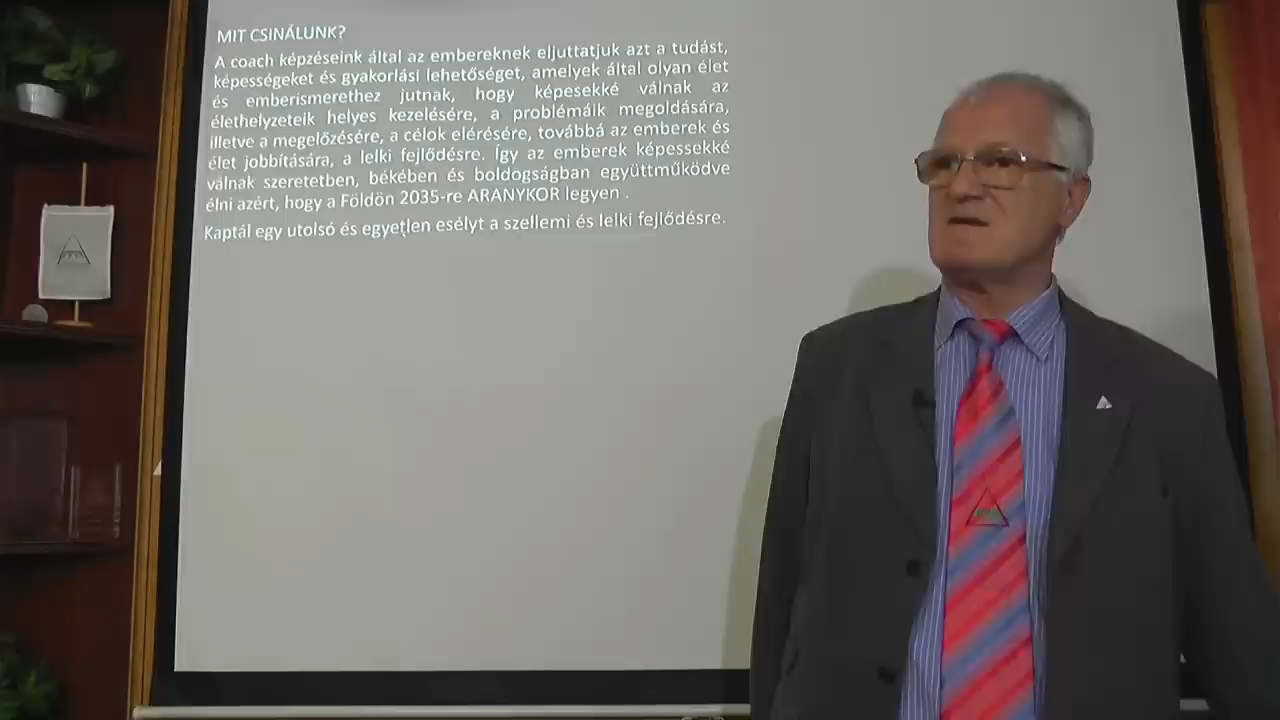 MIT CSINÁLUNK?
A coach képzéseink által az embereknek eljuttatjuk azt a tudást,
képességeket és gyakorlási lehetőséget, amelyek által olyan élet
és emberismerethez jutnak, hogy képesekké válnak az
élethelyzeteik helyes kezelésére, a problémáik megoldására,
illetve a megelőzésére, a célok elérésére, továbbá az emberek és
élet jobbítására, a lelki fejlődésre. Így az emberek képessekké
válnak szeretetben, békében és boldogságban együttműködve
élni azért, hogy a Földön 2035-re ARANYKOR legyen .
Kaptál egy utolsó és egyetlen esélyt a szellemi és lelki fejlődésre.